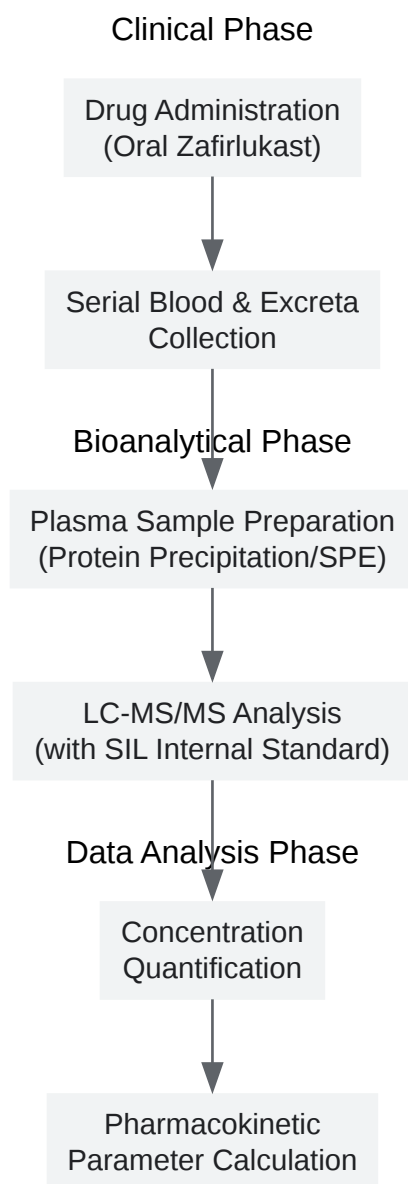 Clinical Phase
Drug Administration
(Oral Zafirlukast)
Serial Blood & Excreta
Collection
Bioanalytical Phase
Plasma Sample Preparation
(Protein Precipitation/SPE)
LC-MS/MS Analysis
(with SIL Internal Standard)
Data Analysis Phase
Concentration
Quantification
Pharmacokinetic
Parameter Calculation